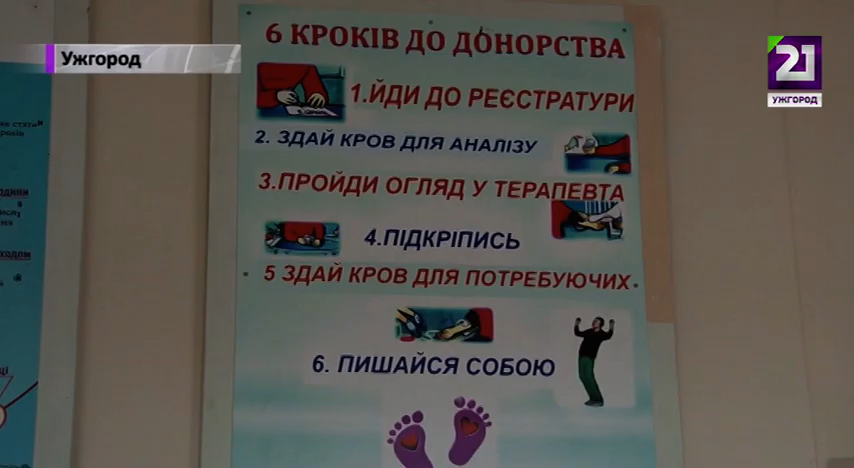 Ужгород
21
УЖГОРОД
6 КРОКІВ ДО ДОНОРСТВА
1.ЙДИ ДО РЕЄСТРАТУРИ
2. ЗДАЙ КРОВ ДЛЯ АНАЛІЗУ
3.ПРОЙДИ ОГЛЯД У ТЕРАПЕВТА
4.ПІДКРІПИСЬ
5 ЗДАЙ КРОВ ДЛЯ ПОТРЕБУЮЧИХ
6. ПИШАЙСЯ СОБОЮ